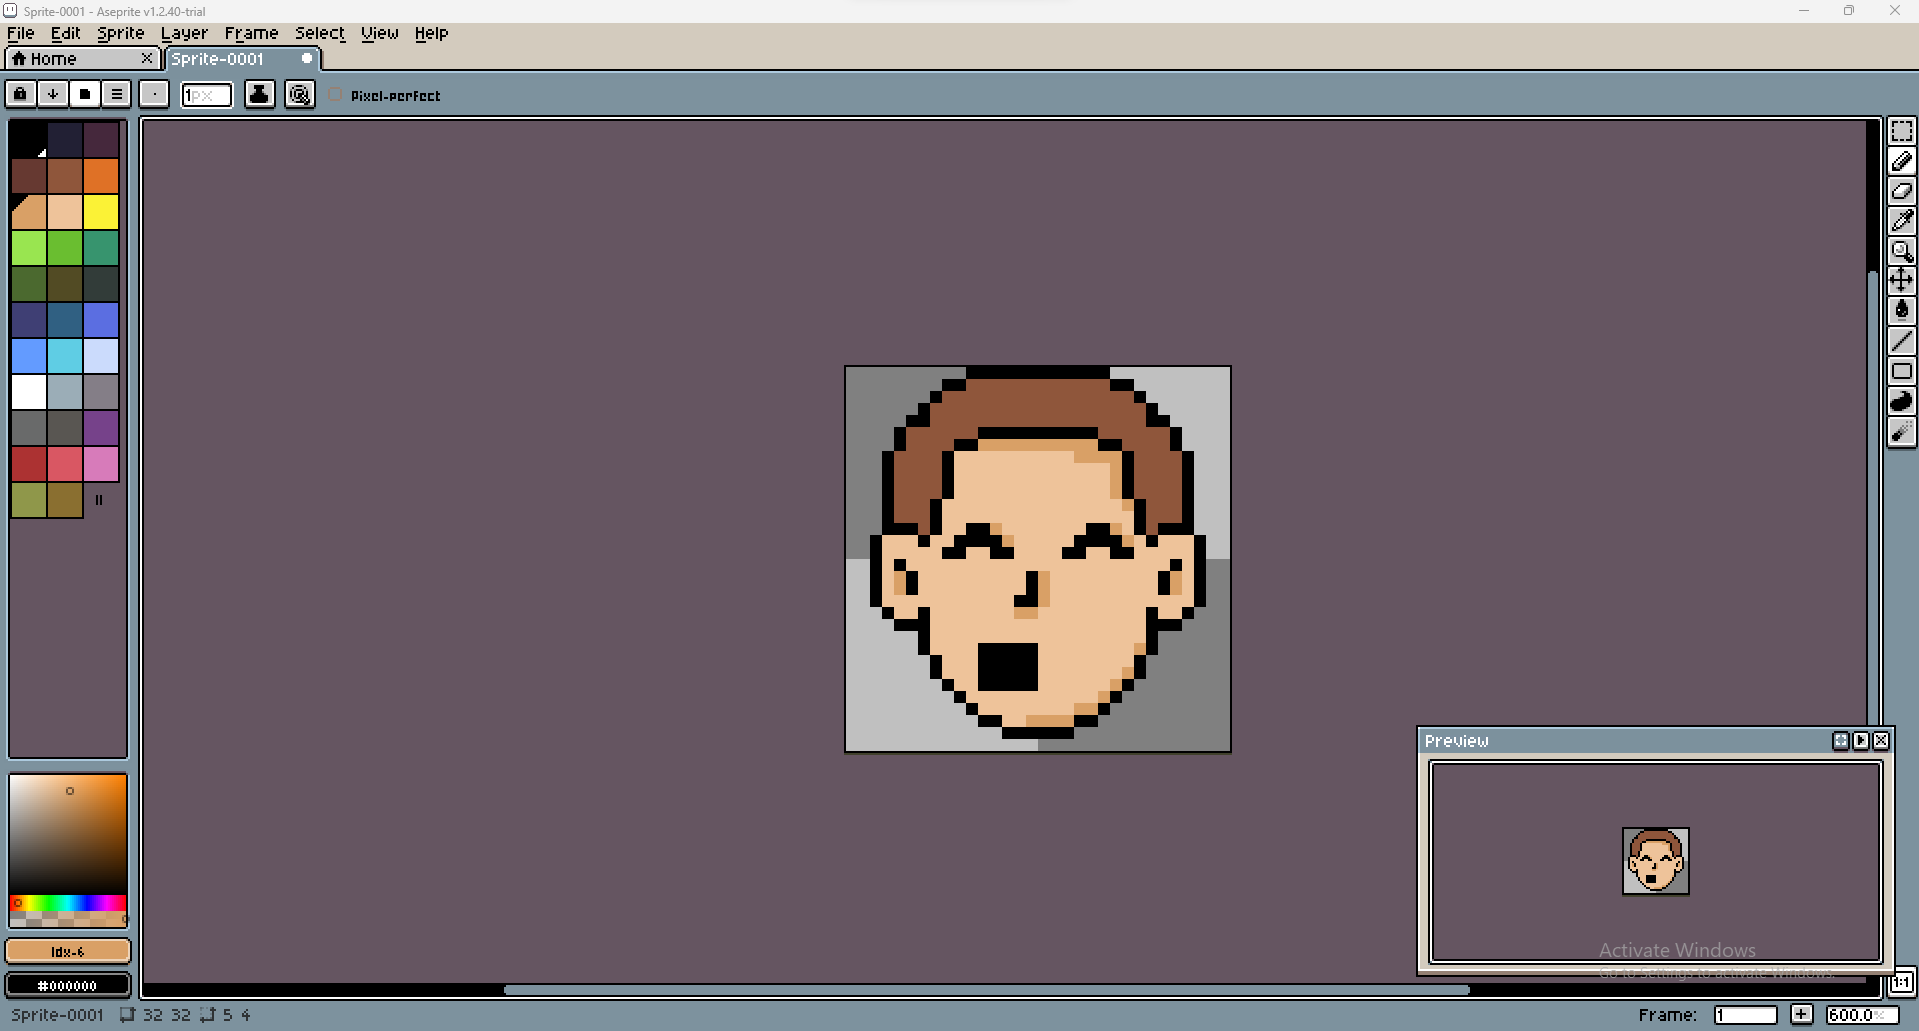 Sprite-0001 - Aseprite v1.2.40-trial
File Edit Sprite Layer Frame Select View Help
Home Sprite-0001
1px Pixel-perfect
Preview
Idx-6
Activate Windows
Go to Settings to activate Windows.
#000000
1:1
Sprite-0001 32 32 5 4
Frame: 1 600.0%